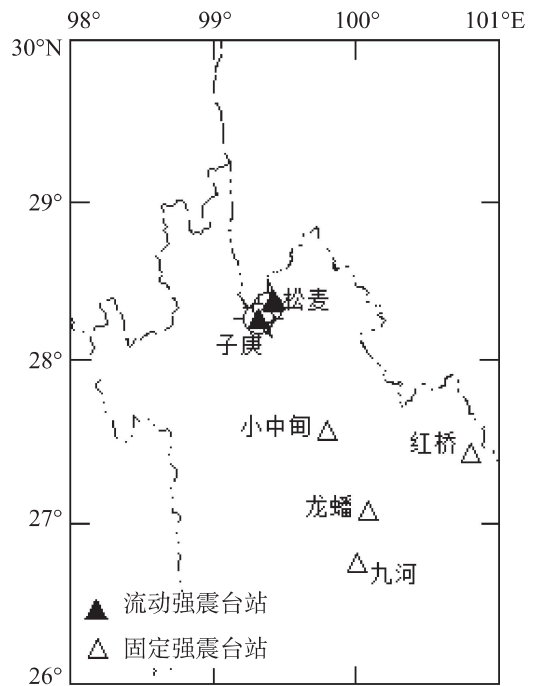 98° 99° 100° 101°E
30°N
29°
松麦
子庚
28°
小中甸
红桥
龙蟠
27°
九河
流动强震台站
固定强震台站
26°